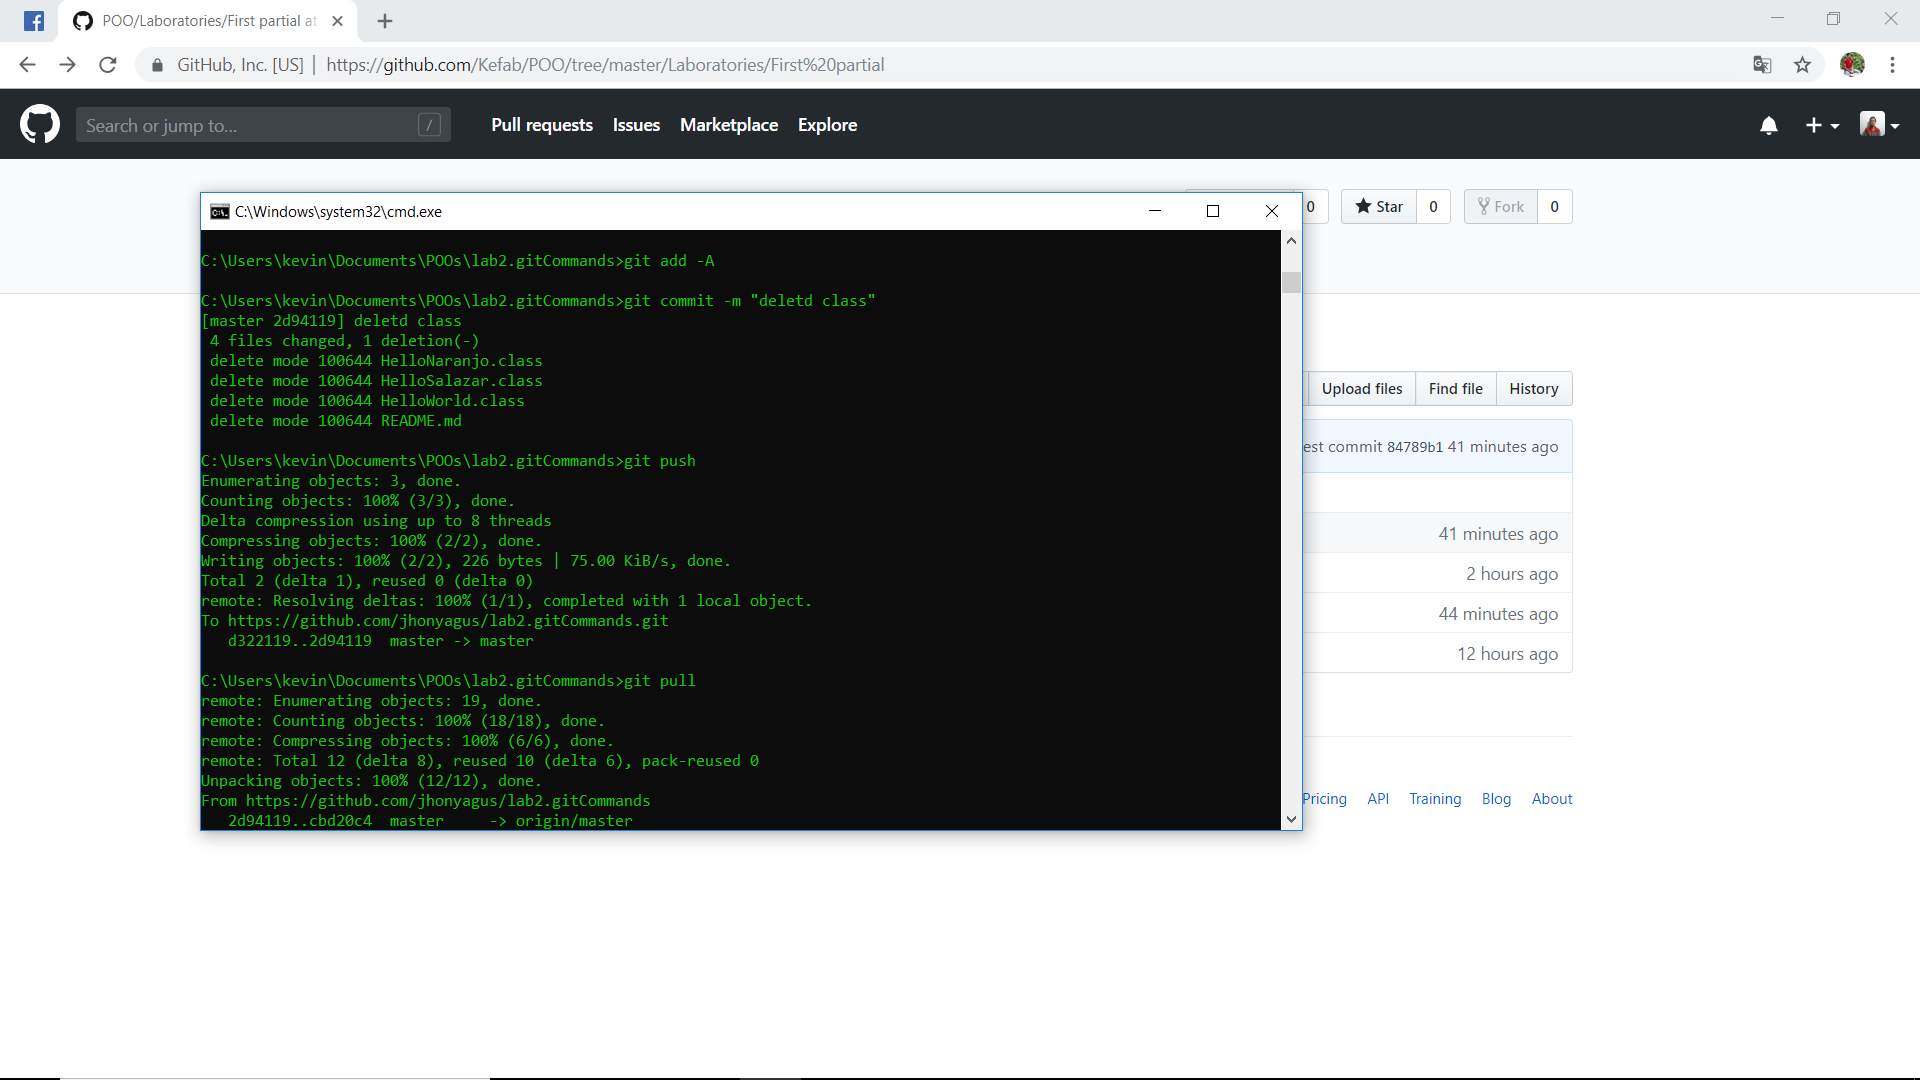 POO/Laboratories/First partial at
GitHub, Inc. [US] | https://github.com/Kefab/POO/tree/master/Laboratories/First%20partial
Search or jump to... /
Pull requests Issues Marketplace Explore
0 Star 0 Fork 0
C:\Windows\system32\cmd.exe
C:\Users\kevin\Documents\POOs\lab2.gitCommands>git add -A
C:\Users\kevin\Documents\POOs\lab2.gitCommands>git commit -m "deletd class"
[master 2d94119] deletd class
4 files changed, 1 deletion(-)
delete mode 100644 HelloNaranjo.class
delete mode 100644 HelloSalazar.class
delete mode 100644 HelloWorld.class
delete mode 100644 README.md
C:\Users\kevin\Documents\POOs\lab2.gitCommands>git push
Enumerating objects: 3, done.
Counting objects: 100% (3/3), done.
Delta compression using up to 8 threads
Compressing objects: 100% (2/2), done.
Writing objects: 100% (2/2), 226 bytes | 75.00 KiB/s, done.
Total 2 (delta 1), reused 0 (delta 0)
remote: Resolving deltas: 100% (1/1), completed with 1 local object.
To https://github.com/jhonyagus/lab2.gitCommands.git
d322119..2d94119  master -> master
C:\Users\kevin\Documents\POOs\lab2.gitCommands>git pull
remote: Enumerating objects: 19, done.
remote: Counting objects: 100% (18/18), done.
remote: Compressing objects: 100% (6/6), done.
remote: Total 12 (delta 8), reused 10 (delta 6), pack-reused 0
Unpacking objects: 100% (12/12), done.
From https://github.com/jhonyagus/lab2.gitCommands
2d94119..cbd20c4  master     -> origin/master
Upload files Find file History
est commit 84789b1 41 minutes ago
41 minutes ago
2 hours ago
44 minutes ago
12 hours ago
Pricing API Training Blog About